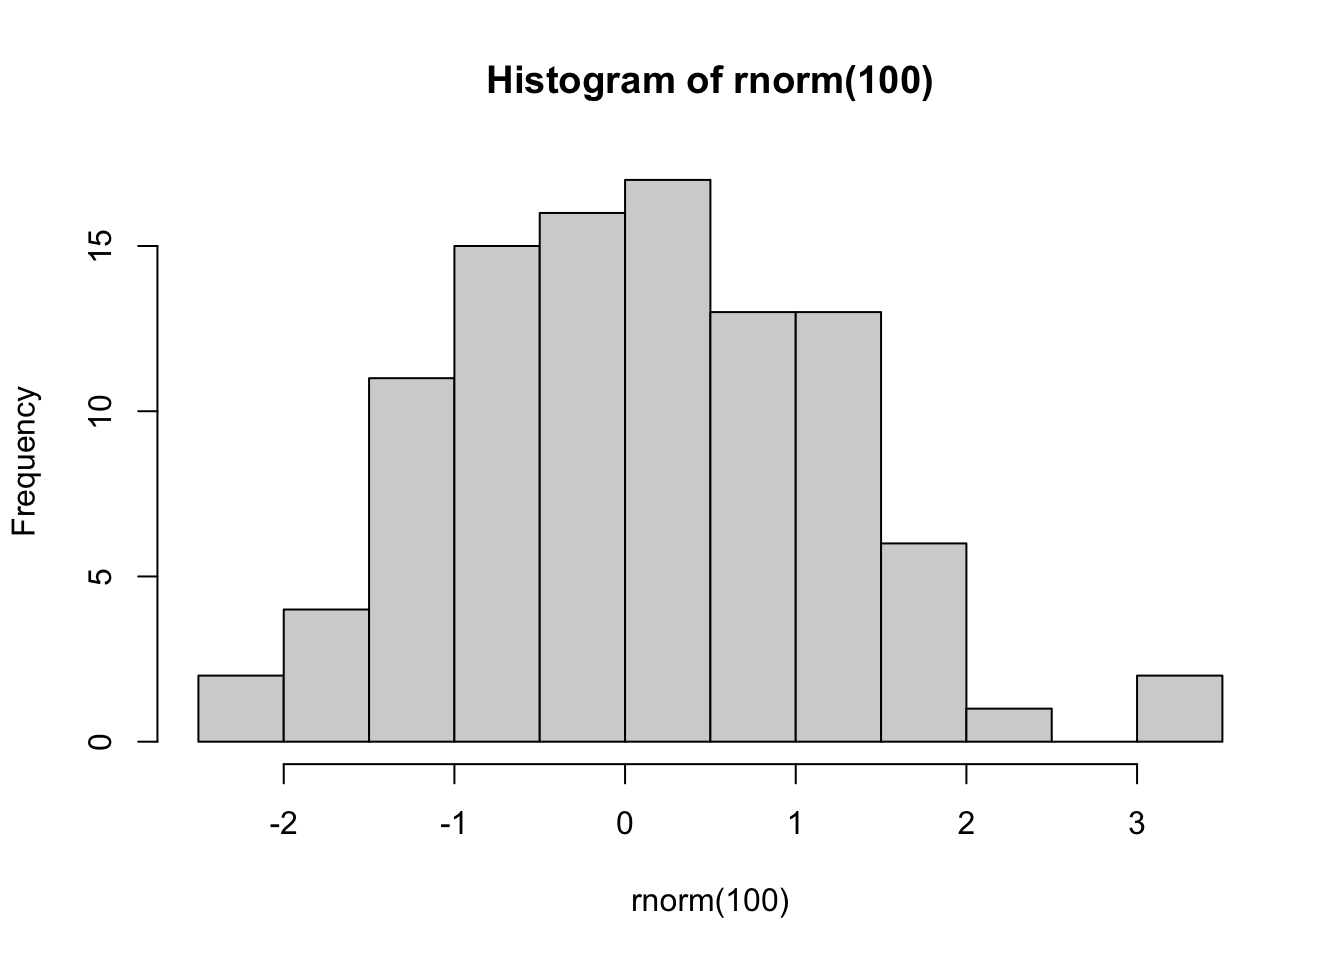 Histogram of rnorm(100)
Frequency
15
10
5
0
-2 -1 0 1 2 3
rnorm(100)